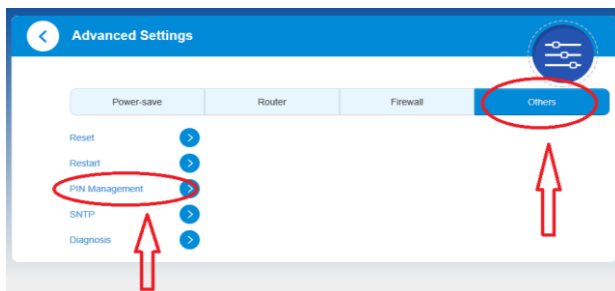 Advanced Settings
Power-save Router Firewall Others
Reset
Restart
PIN Management
SNTP
Diagnosis